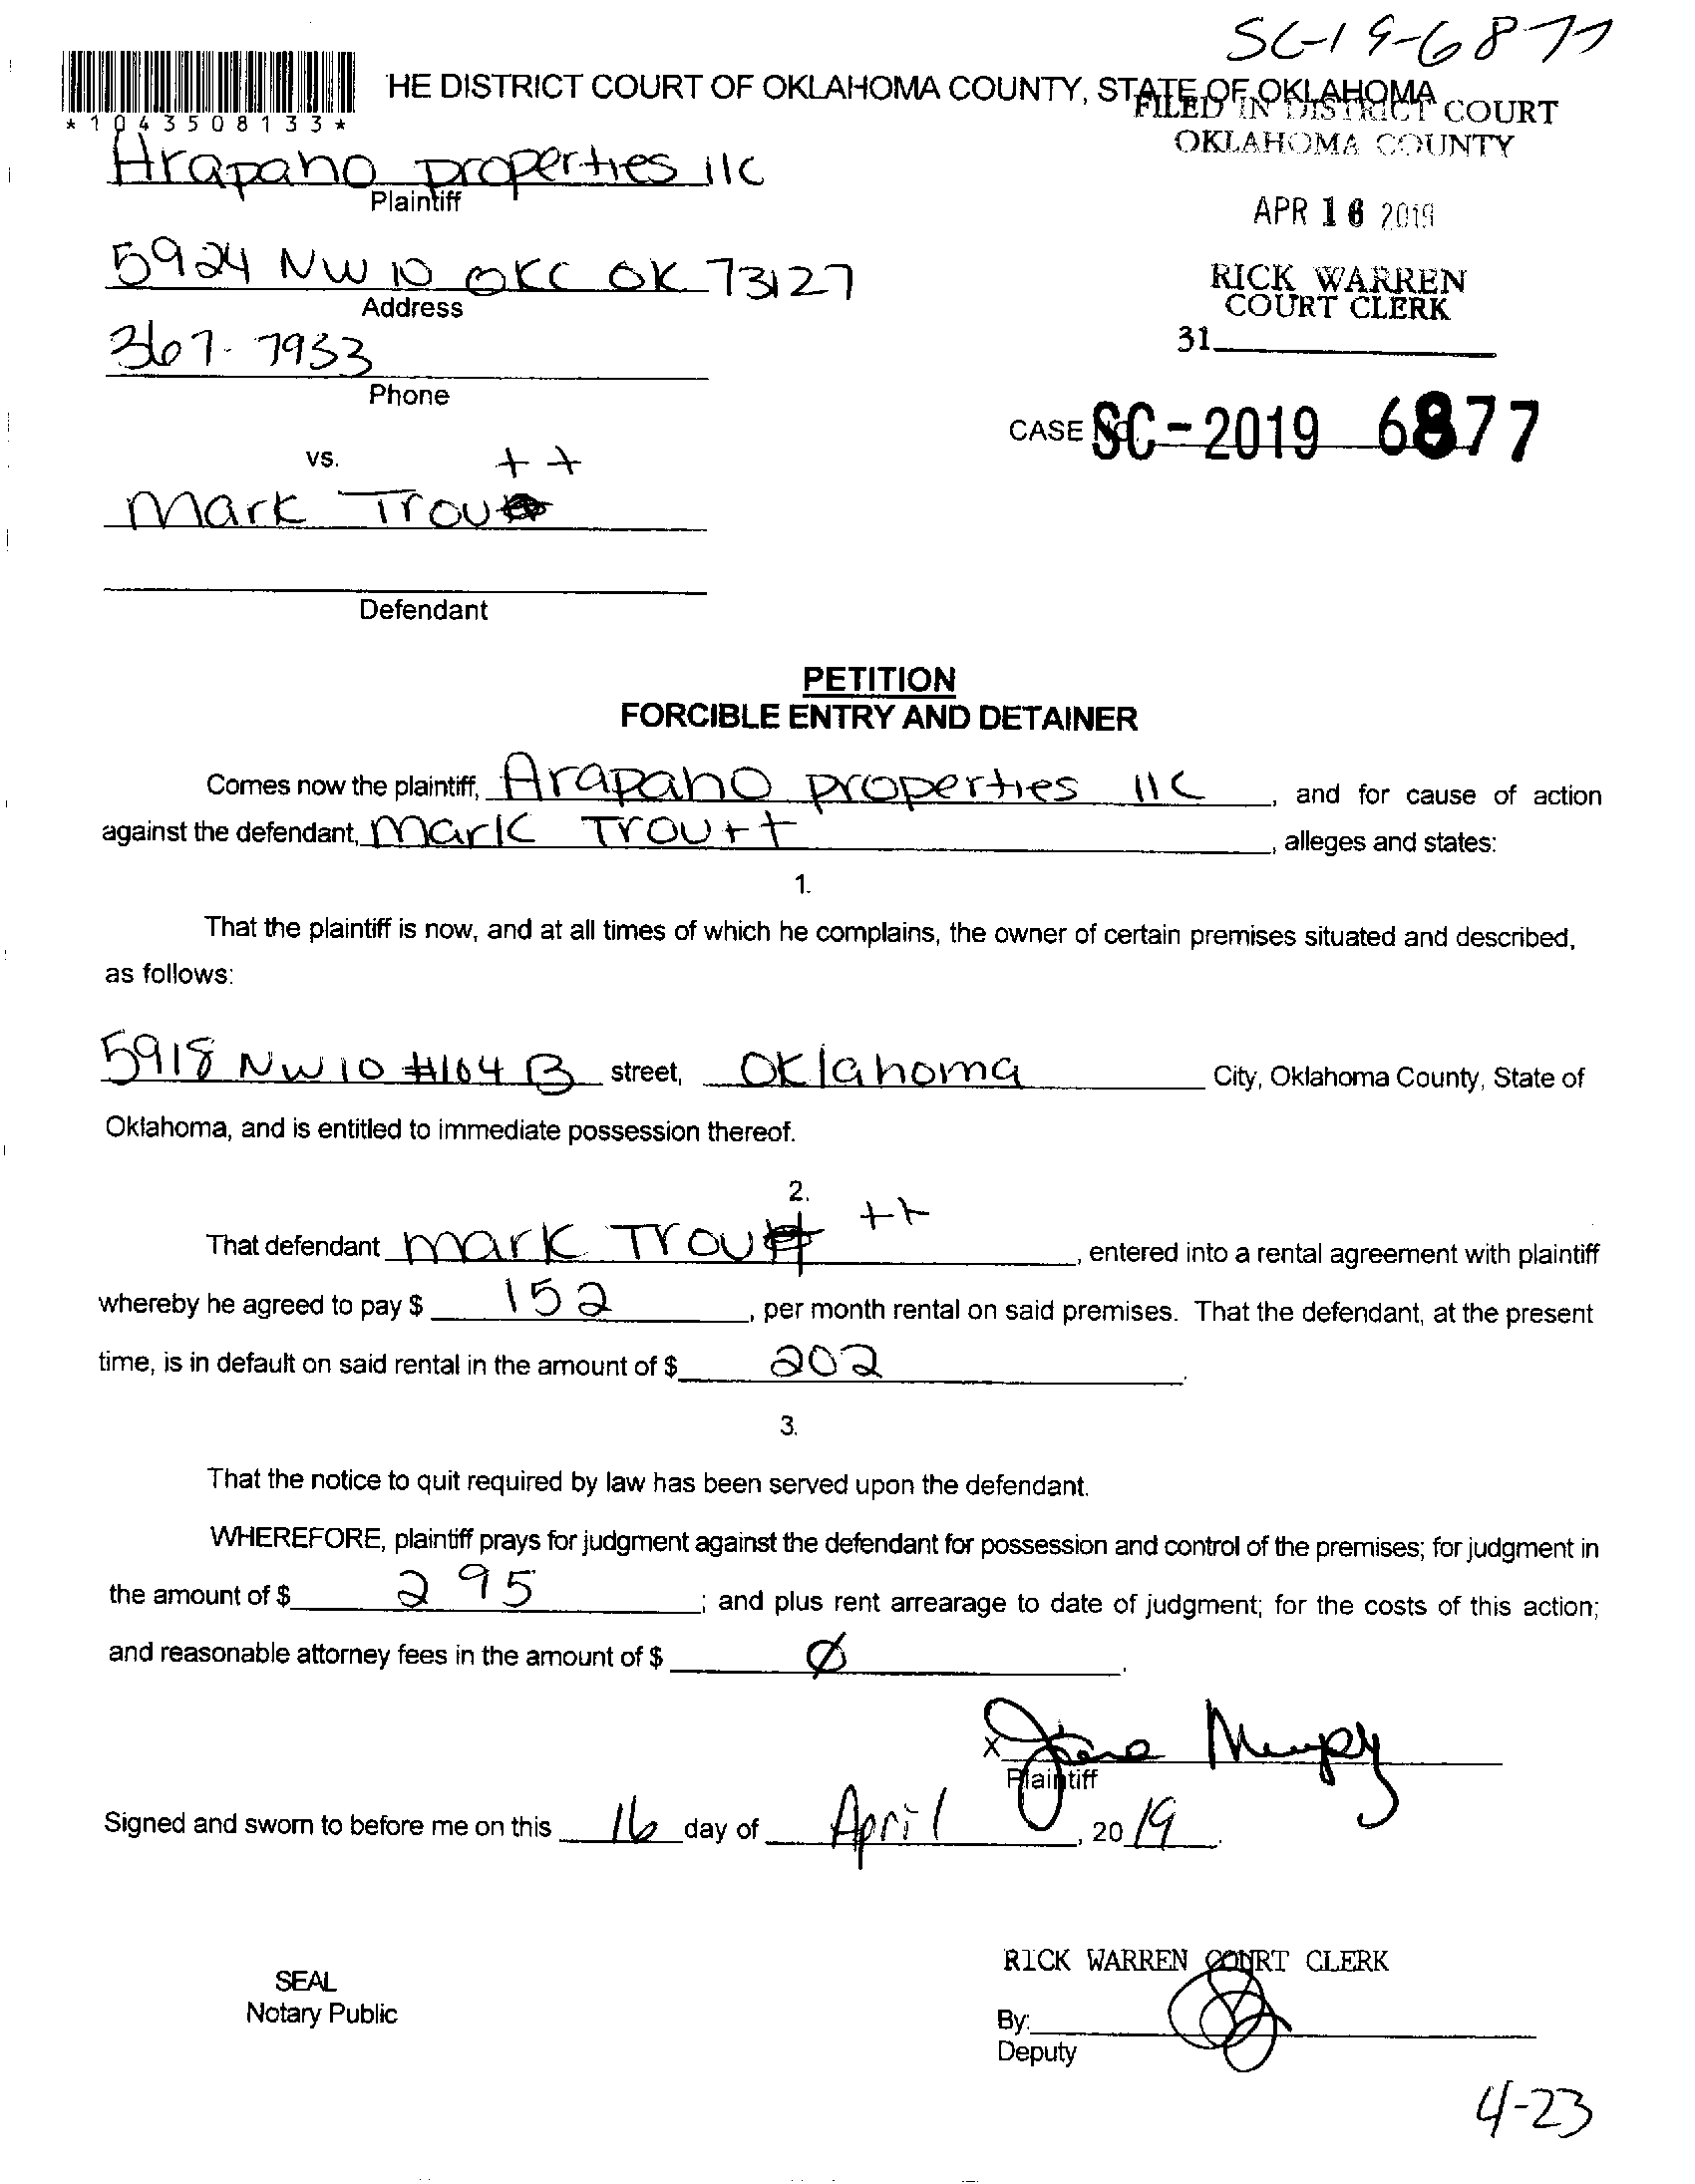 SC-19-6877
HE DISTRICT COURT OF OKLAHOMA COUNTY, STATE OF OKLAHOMA
FILED IN DISTRICT COURT
*1043508133*
OKLAHOMA COUNTY
Arapaho properties llc
Plaintiff
APR 16 2019
5924 NW 10 OKC OK 73127
Address
RICK WARREN
COURT CLERK
367-7933
31
Phone
CASE NO. SC-2019 6877
vs.
tt
Mark Trou
Defendant
PETITION
FORCIBLE ENTRY AND DETAINER
Comes now the plaintiff, Arapaho properties llc, and for cause of action
against the defendant, Mark Troutt, alleges and states:
1.
That the plaintiff is now, and at all times of which he complains, the owner of certain premises situated and described,
as follows:
5918 NW 10 #104 B street, Oklahoma City, Oklahoma County, State of
Oklahoma, and is entitled to immediate possession thereof.
2.
tt
That defendant Mark Trou, entered into a rental agreement with plaintiff
whereby he agreed to pay $ 152, per month rental on said premises. That the defendant, at the present
time, is in default on said rental in the amount of $ 202.
3.
That the notice to quit required by law has been served upon the defendant.
WHEREFORE, plaintiff prays for judgment against the defendant for possession and control of the premises; for judgment in
the amount of $ 295; and plus rent arrearage to date of judgment; for the costs of this action;
and reasonable attorney fees in the amount of $ Ø.
X
Plaintiff
Signed and sworn to before me on this 16 day of April, 2019.
RICK WARREN COURT CLERK
SEAL
Notary Public
By:
Deputy
4-23